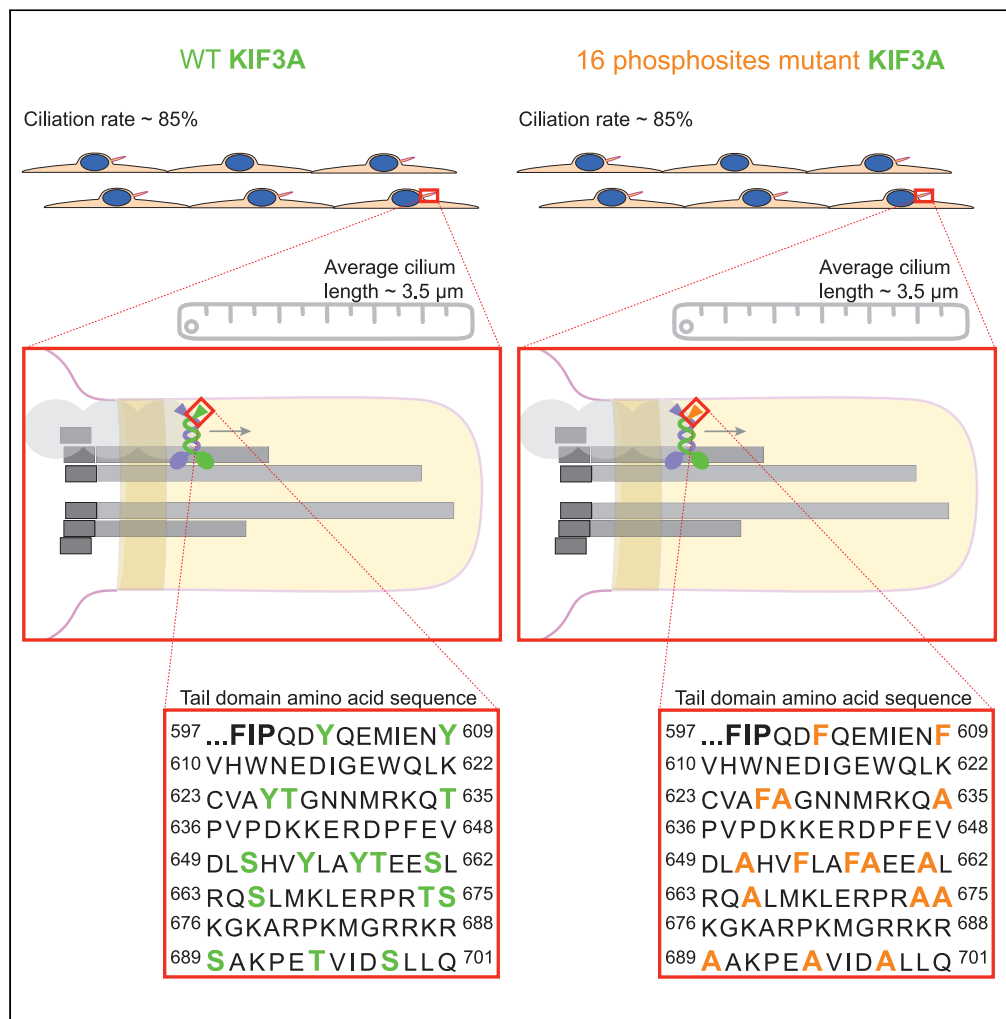 WT KIF3A
Ciliation rate ~ 85%
Average cilium
length ~ 3.5 µm
Tail domain amino acid sequence
597 ...FIPQDYQEMIENY 609
610 VHWNEDIGEWQLK 622
623 CVAYTGNNMRKQT 635
636 PVPDKKERDPFEV 648
649 DLSHVYLAYTEESL 662
663 RQSLMKLERPRTS 675
676 KGKARPKMGRRKR 688
689 SAKPETVIDSLLQ 701
16 phosphosites mutant KIF3A
Ciliation rate ~ 85%
Average cilium
length ~ 3.5 µm
Tail domain amino acid sequence
597 ...FIPQDFQEMIENF 609
610 VHWNEDIGEWQLK 622
623 CVAFAGNNMRKQA 635
636 PVPDKKERDPFEV 648
649 DLAHVFLAFAEEAL 662
663 RQALMKLERPRAA 675
676 KGKARPKMGRRKR 688
689 AAKPEAVIDALLQ 701